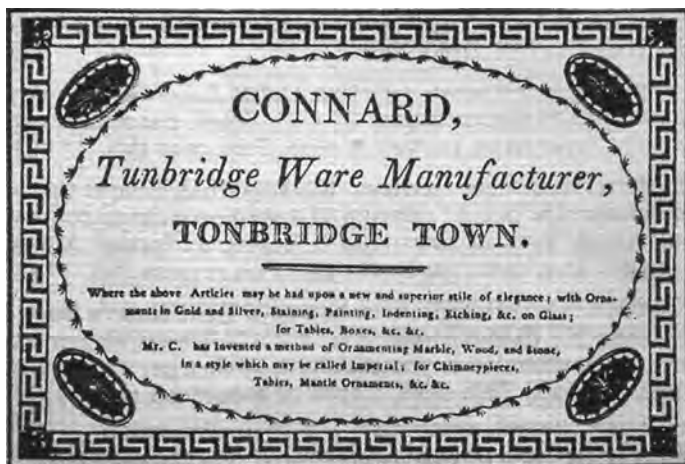 CONNARD,
Tunbridge Ware Manufacturer,
TONBRIDGE TOWN.
Where the above Articles may be had upon a new and superior stile of elegance; with Orna-
ments in Gold and Silver, Staining, Painting, Indenting, Etching, &c. on Glass;
for Tables, Boxes, &c. &c.
Mr. C. has Invented a method of Ornamenting Marble, Wood, and Stone,
in a style which may be called Imperial; for Chimneypieces,
Tables, Mantle Ornaments, &c. &c.